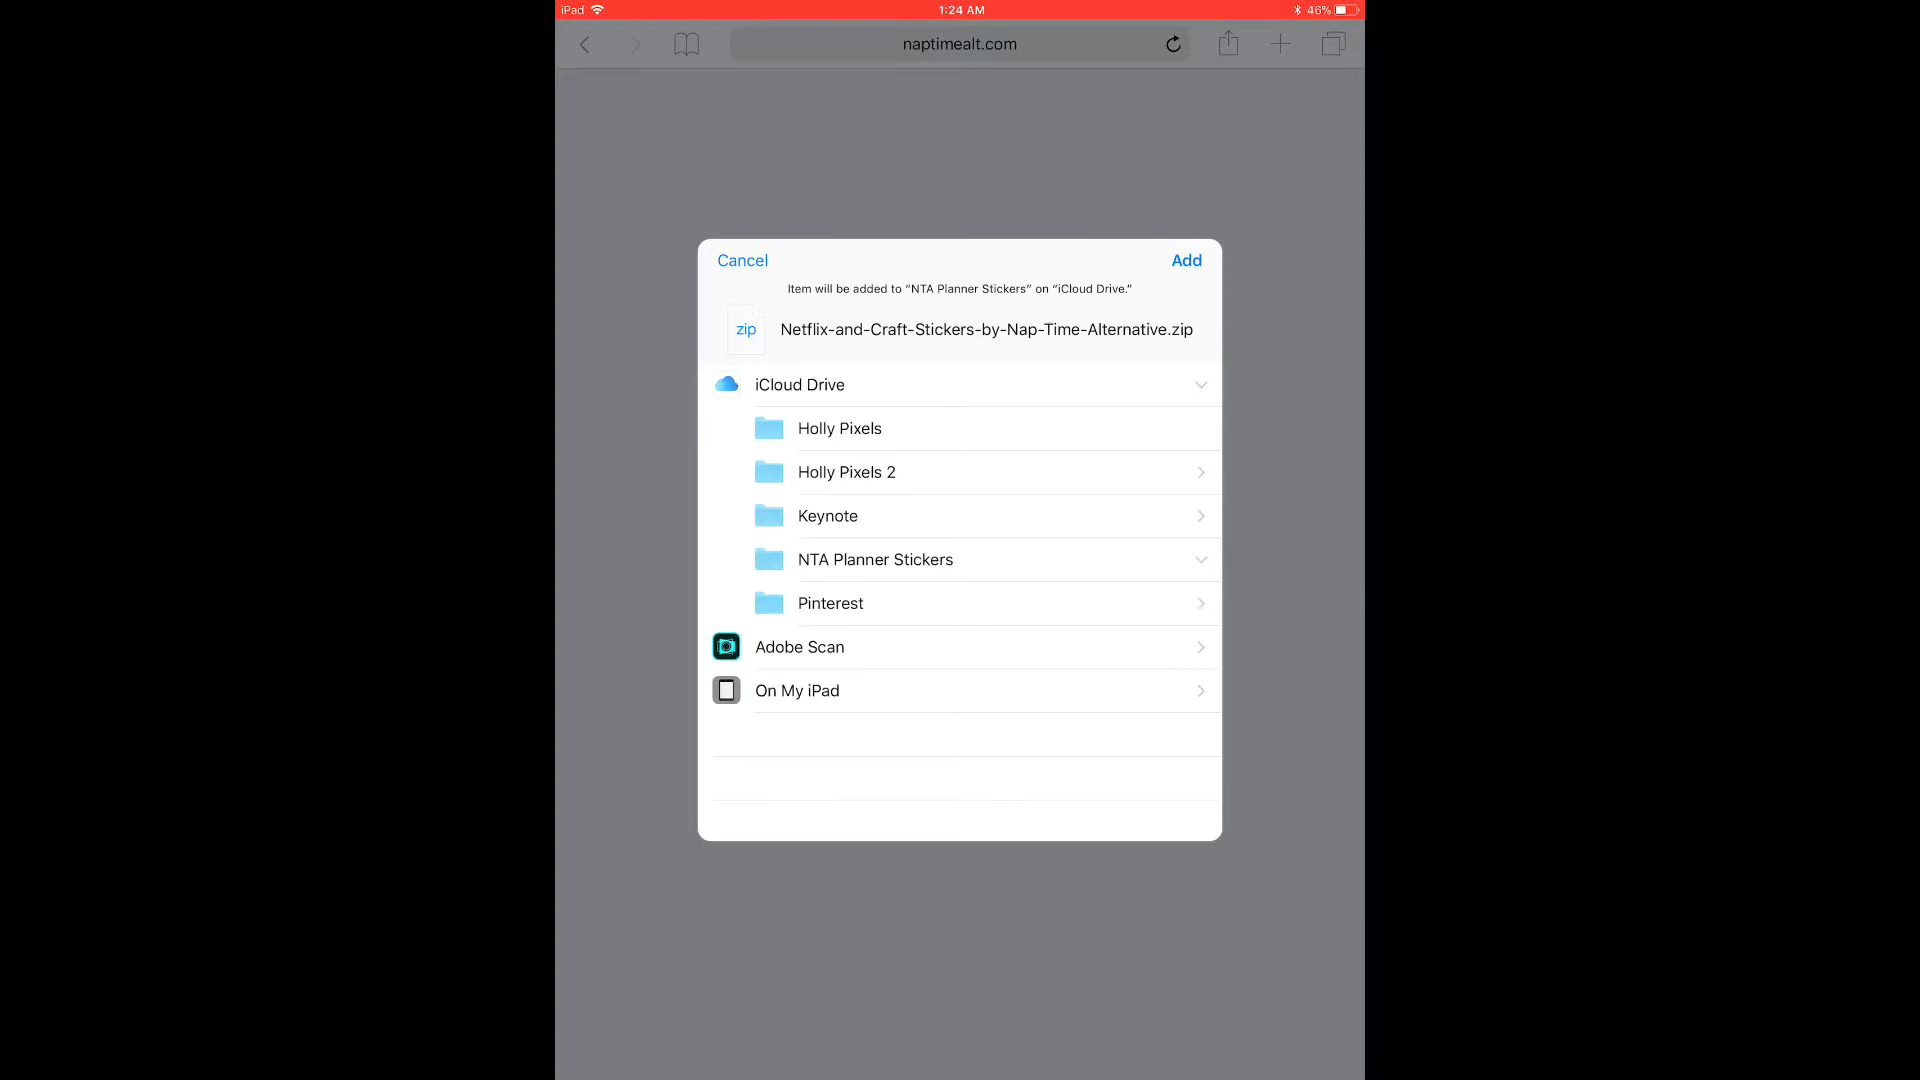 iPad 1:24 AM 46%
naptimealt.com
Cancel Add
Item will be added to “NTA Planner Stickers” on “iCloud Drive.”
zip Netflix-and-Craft-Stickers-by-Nap-Time-Alternative.zip
iCloud Drive
Holly Pixels
Holly Pixels 2
Keynote
NTA Planner Stickers
Pinterest
Adobe Scan
On My iPad